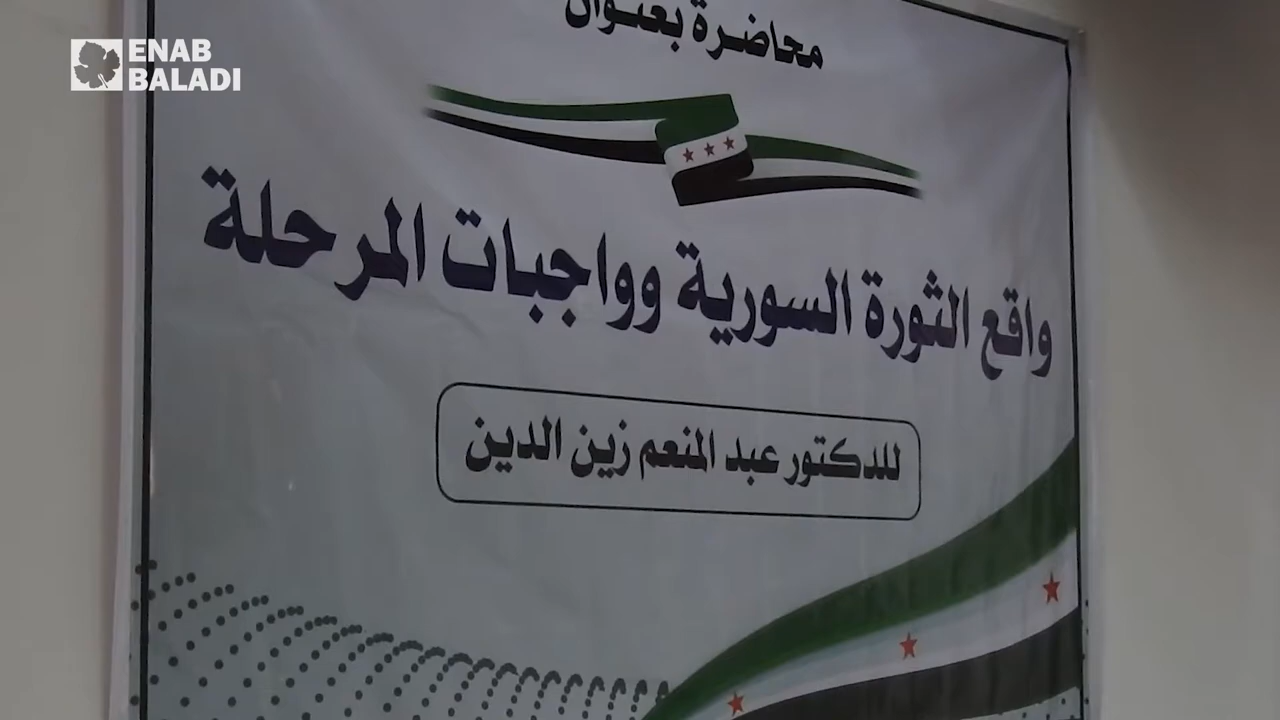 ENAB
BALADI
محاضرة بعنوان
واقع الثورة السورية وواجبات المرحلة
للدكتور عبد المنعم زين الدين